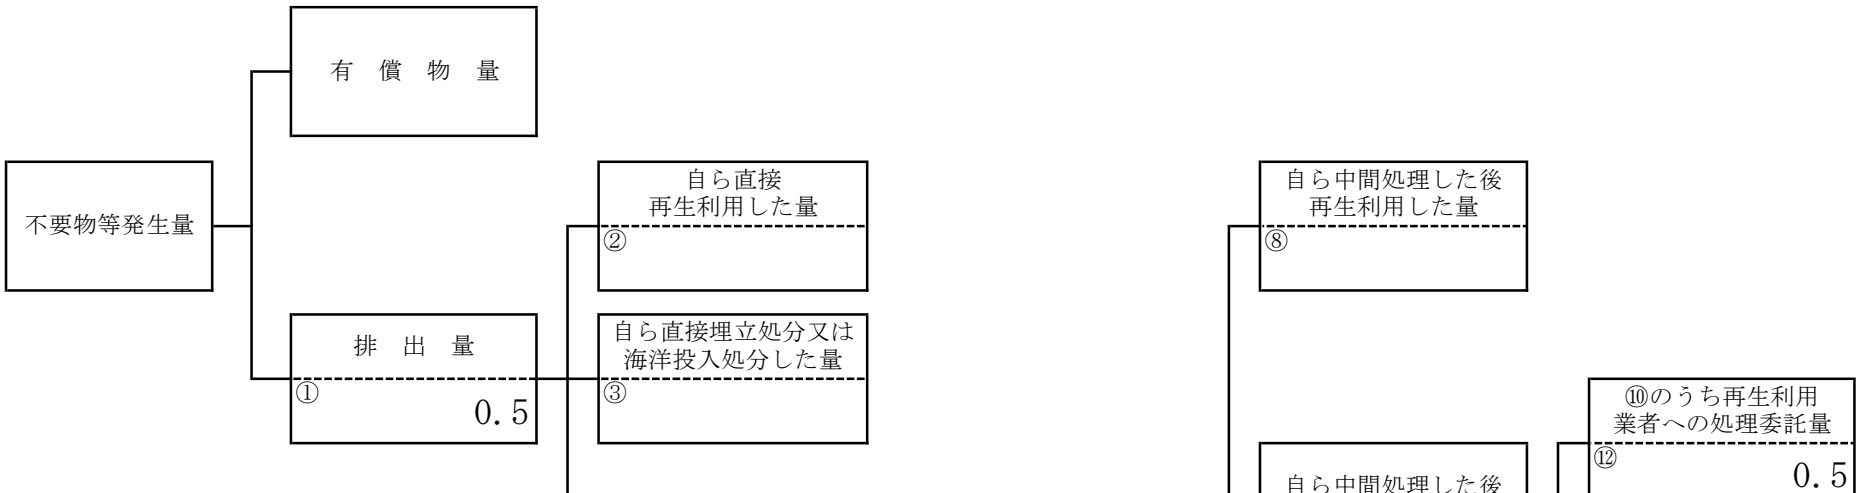 有 償 物 量
不要物等発生量
自ら直接
再生利用した量
②
自ら中間処理した後
再生利用した量
⑧
排 出 量
①
0.5
自ら直接埋立処分又は
海洋投入処分した量
③
⑩のうち再生利用
業者への処理委託量
⑫
0.5
自ら中間処理した後